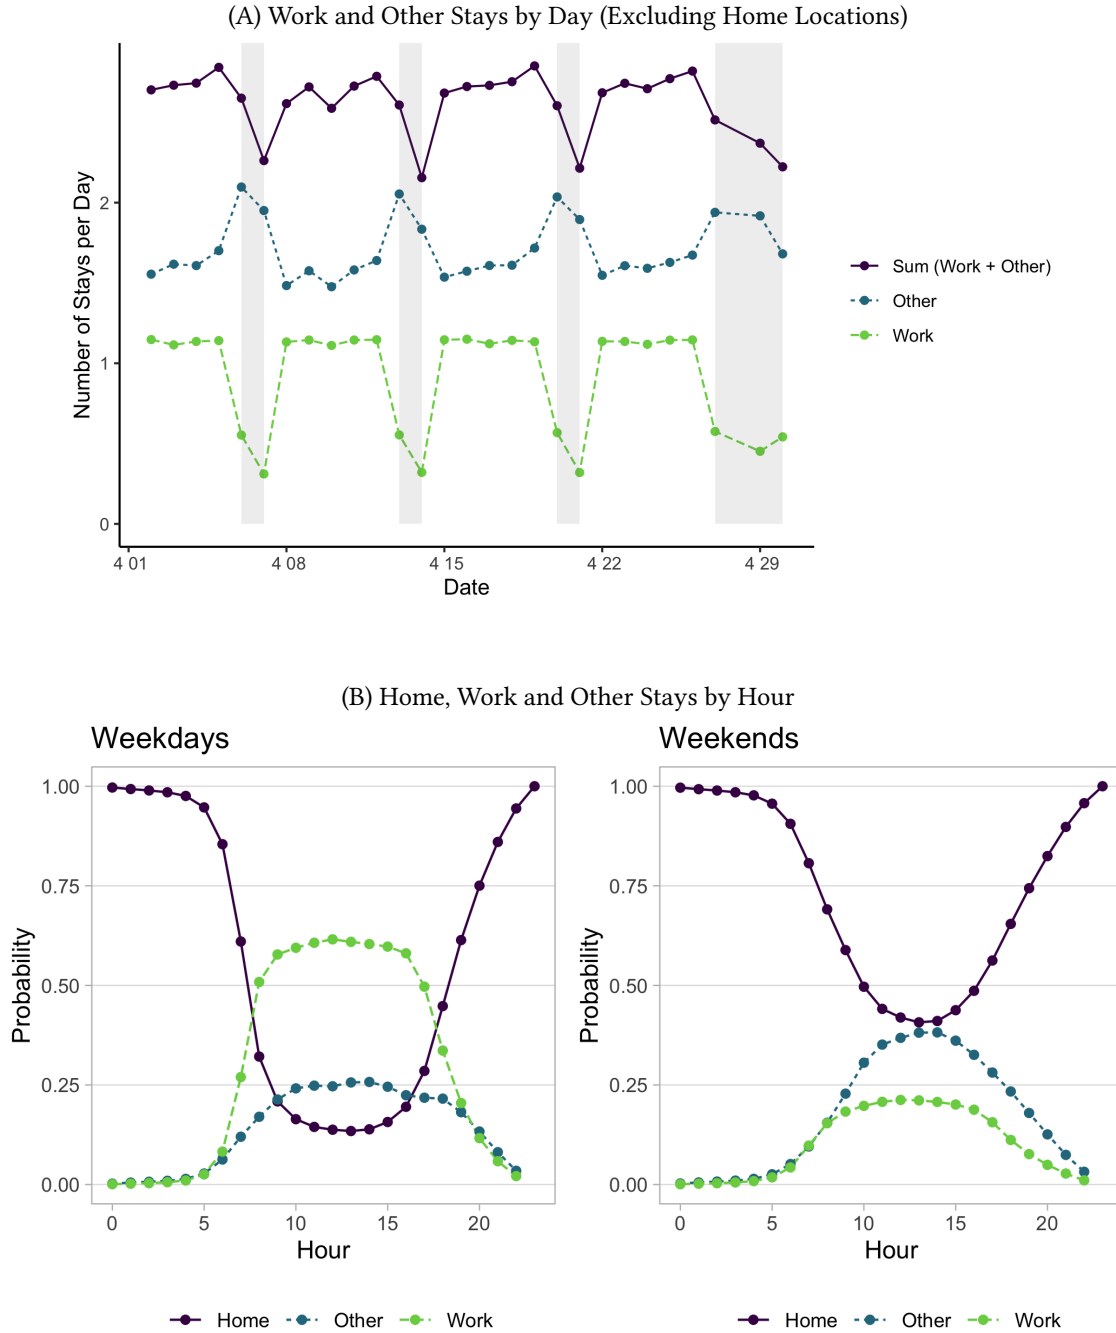 (A) Work and Other Stays by Day (Excluding Home Locations)
Number of Stays per Day
2
1
0
4 01
4 08
4 15
4 22
4 29
Date
Sum (Work + Other)
Other
Work
(B) Home, Work and Other Stays by Hour
Weekdays
Probability
1.00
0.75
0.50
0.25
0.00
0
5
10
15
20
Hour
Home
Other
Work
Weekends
Probability
1.00
0.75
0.50
0.25
0.00
0
5
10
15
20
Hour
Home
Other
Work